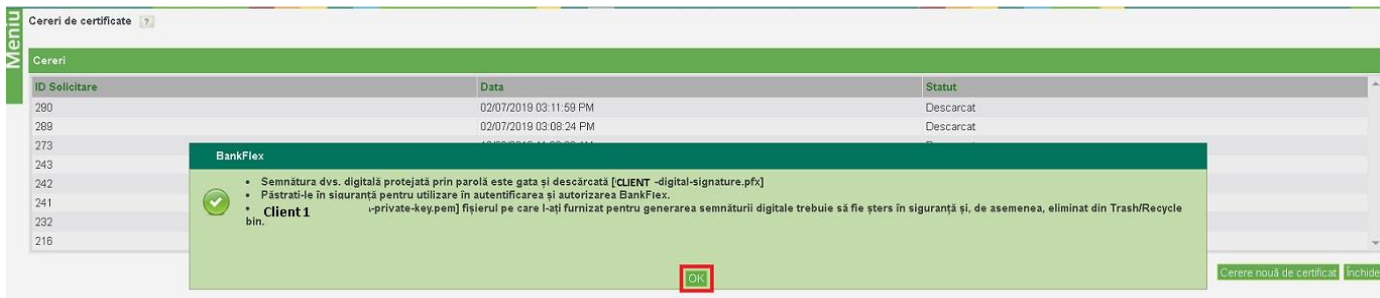 Meniu
Cereri de certificate ?
Cereri
ID Solicitare Data Statut
290 02/07/2019 03:11:59 PM Descarcat
289 02/07/2019 03:08:24 PM Descarcat
273
243
242
241
232
216
BankFlex
• Semnătura dvs. digitală protejată prin parolă este gata și descărcată [CLIENT -digital-signature.pfx]
• Păstrati-le în siguranță pentru utilizare în autentificarea și autorizarea BankFlex.
• Client 1 -private-key.pem] fișierul pe care l-ați furnizat pentru generarea semnăturii digitale trebuie să fie șters în siguranță și, de asemenea, eliminat din Trash/Recycle
bin.
OK
Cerere nouă de certificat Închide